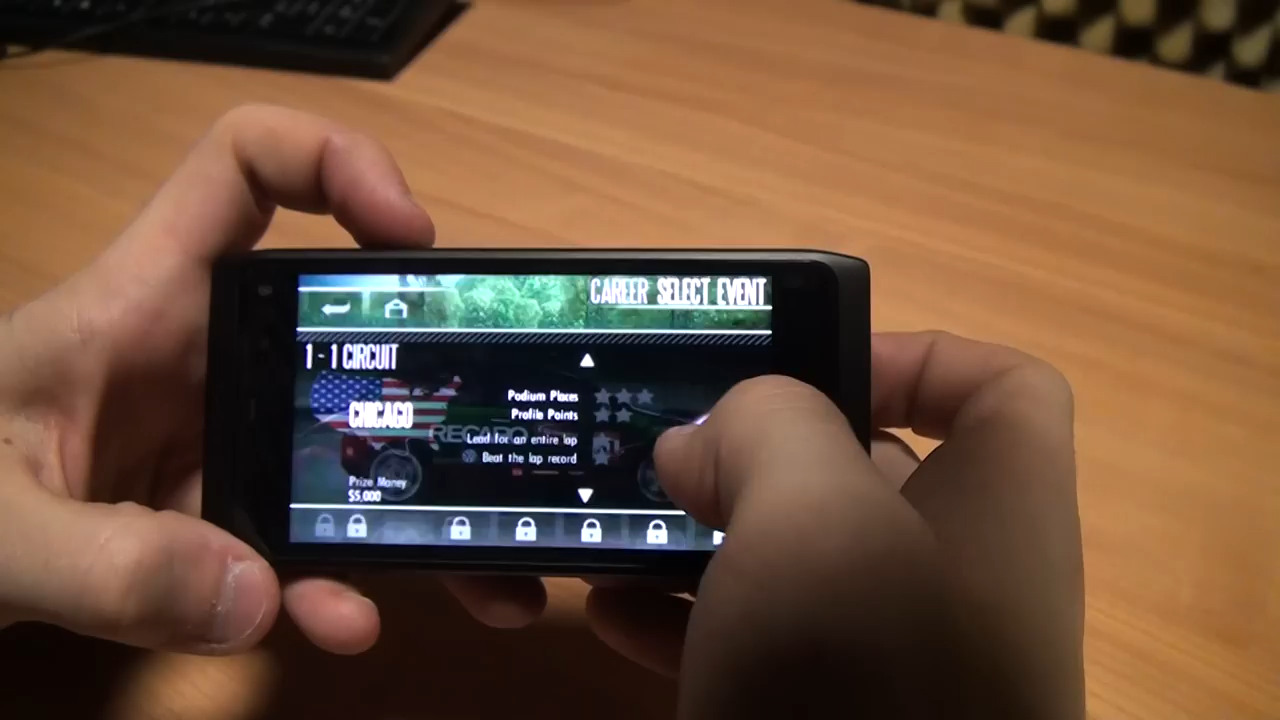 CAREER SELECT EVENT
1 - 1 CIRCUIT
CHICAGO
RECARO
Podium Places
Profile Points
Lead for an entire lap
Beat the lap record
Prize Money
$5,000